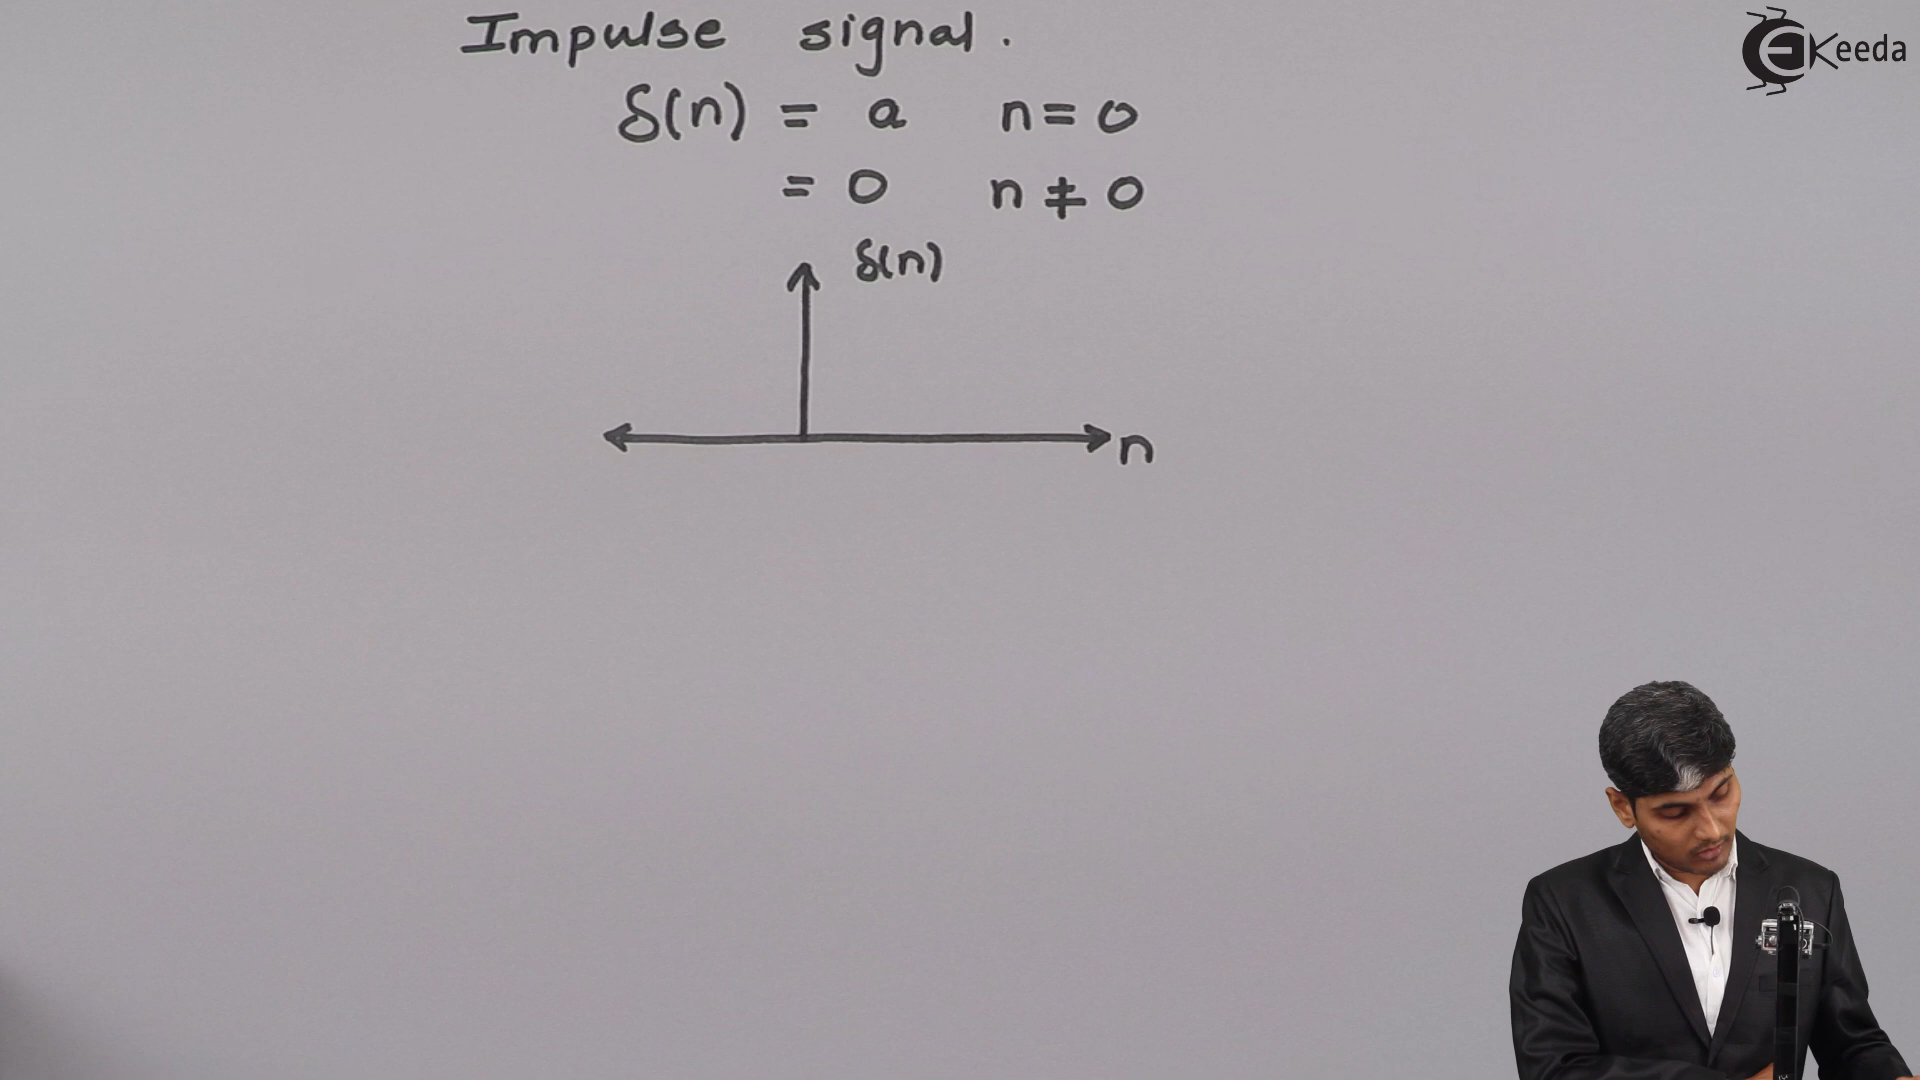 Impulse signal.
Keeda
δ(n) = a n = 0
= 0 n ≠ 0
δ(n)
n